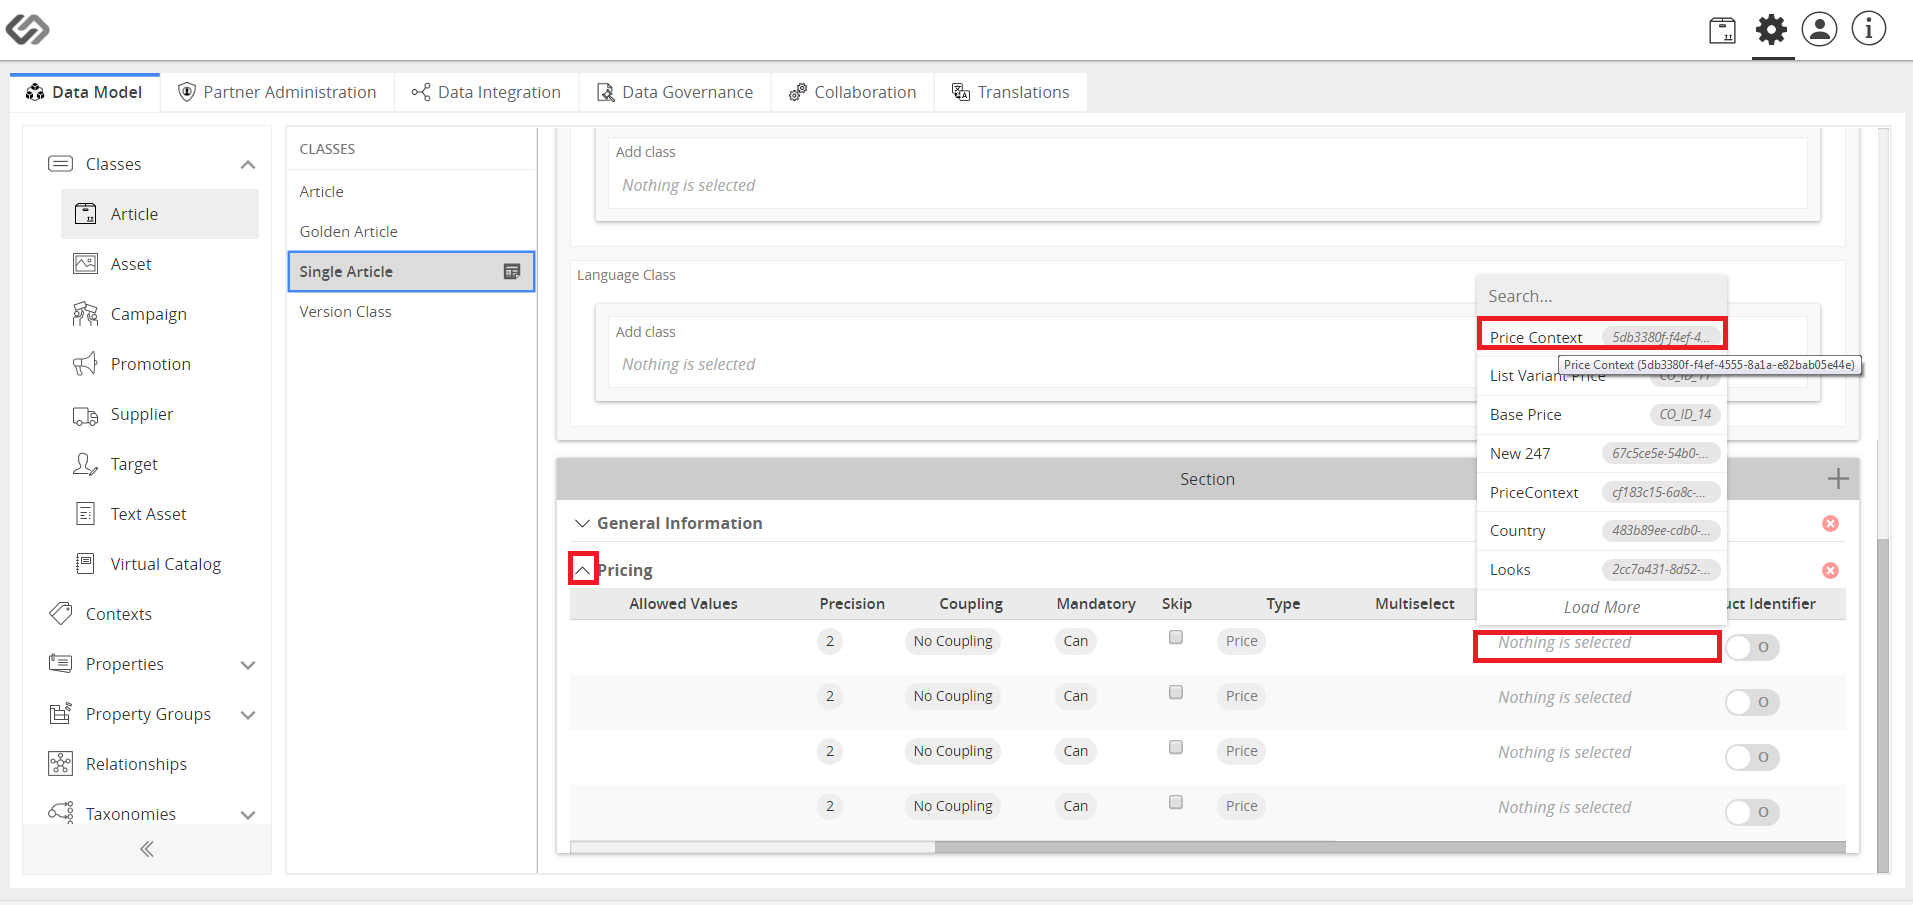 Data Model
Partner Administration
Data Integration
Data Governance
Collaboration
Translations
Classes
Article
Asset
Campaign
Promotion
Supplier
Target
Text Asset
Virtual Catalog
Contexts
Properties
Property Groups
Relationships
Taxonomies
CLASSES
Article
Golden Article
Single Article
Version Class
Add class
Nothing is selected
Language Class
Add class
Nothing is selected
Search...
Price Context 5db3380f-f4ef-4...
Price Context (5db3380f-f4ef-4555-8a1a-e82bab05e44e)
List Variant Price CO_ID_11
Base Price CO_ID_14
New 247 67c5ce5e-54b0-...
PriceContext cf183c15-6a8c-...
Country 483b89ee-cdb0-...
Looks 2cc7a431-8d52-...
Load More
Section
General Information
Pricing
Allowed Values Precision Coupling Mandatory Skip Type Multiselect uct Identifier
2 No Coupling Can Price Nothing is selected O
2 No Coupling Can Price Nothing is selected O
2 No Coupling Can Price Nothing is selected O
2 No Coupling Can Price Nothing is selected O